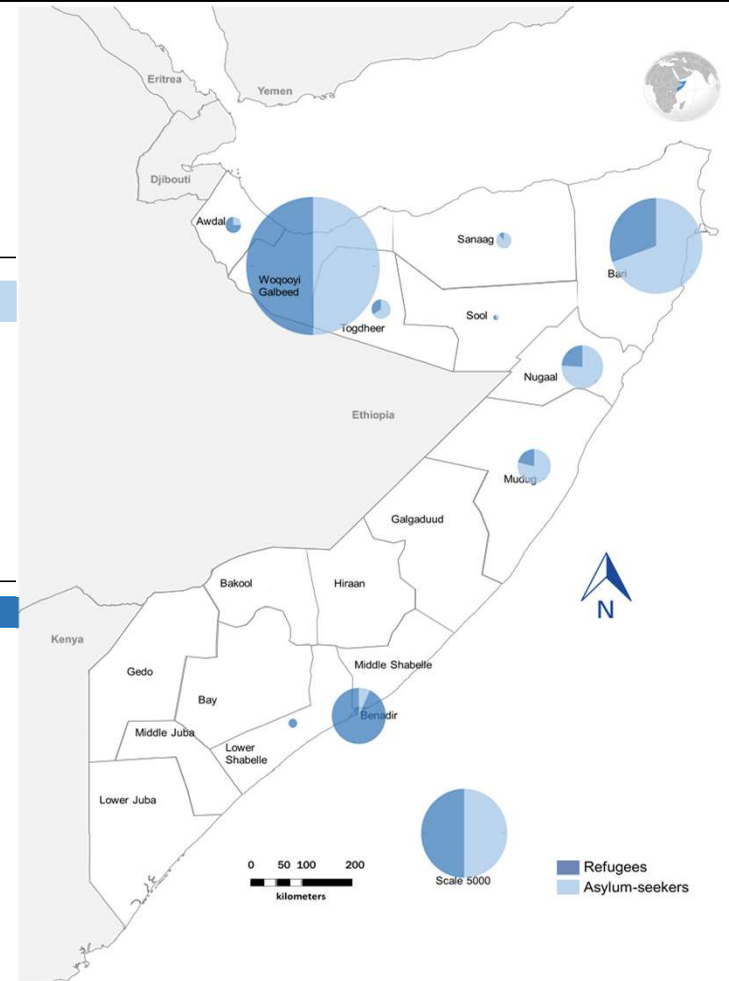 Eritrea
Yemen
Djibouti
Awdal
Sanaag
Woqooyi
Galbeed
Bari
Sool
Togdheer
Nugaal
Ethiopia
Mudug
Galgaduud
Bakool
Hiraan
N
Kenya
Middle Shabelle
Gedo
Bay
Benadir
Middle Juba
Lower
Shabelle
Lower Juba
0 50 100 200
kilometers
Scale 5000
Refugees
Asylum-seekers